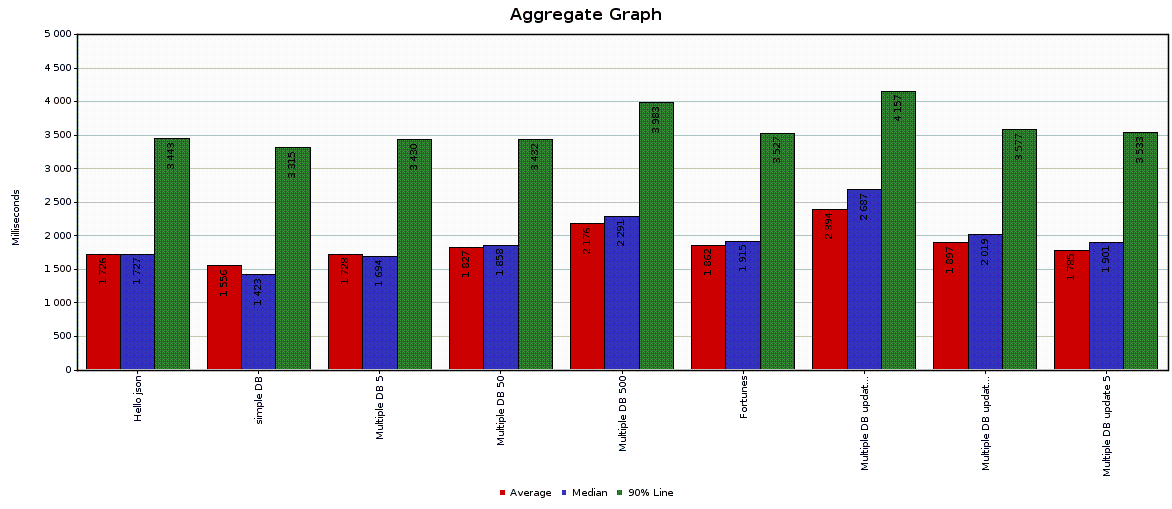 Aggregate Graph
Milliseconds
5 000
4 500
4 000
3 500
3 000
2 500
2 000
1 500
1 000
500
0
1 726
1 727
3 443
1 556
1 423
3 315
1 728
1 694
3 430
1 827
1 858
3 432
2 176
2 291
3 983
1 862
1 915
3 527
2 394
2 687
4 157
1 897
2 019
3 577
1 785
1 901
3 533
Hello json
simple DB
Multiple DB 5
Multiple DB 50
Multiple DB 500
Fortunes
Multiple DB updat...
Multiple DB updat...
Multiple DB update 5
Average
Median
90% Line